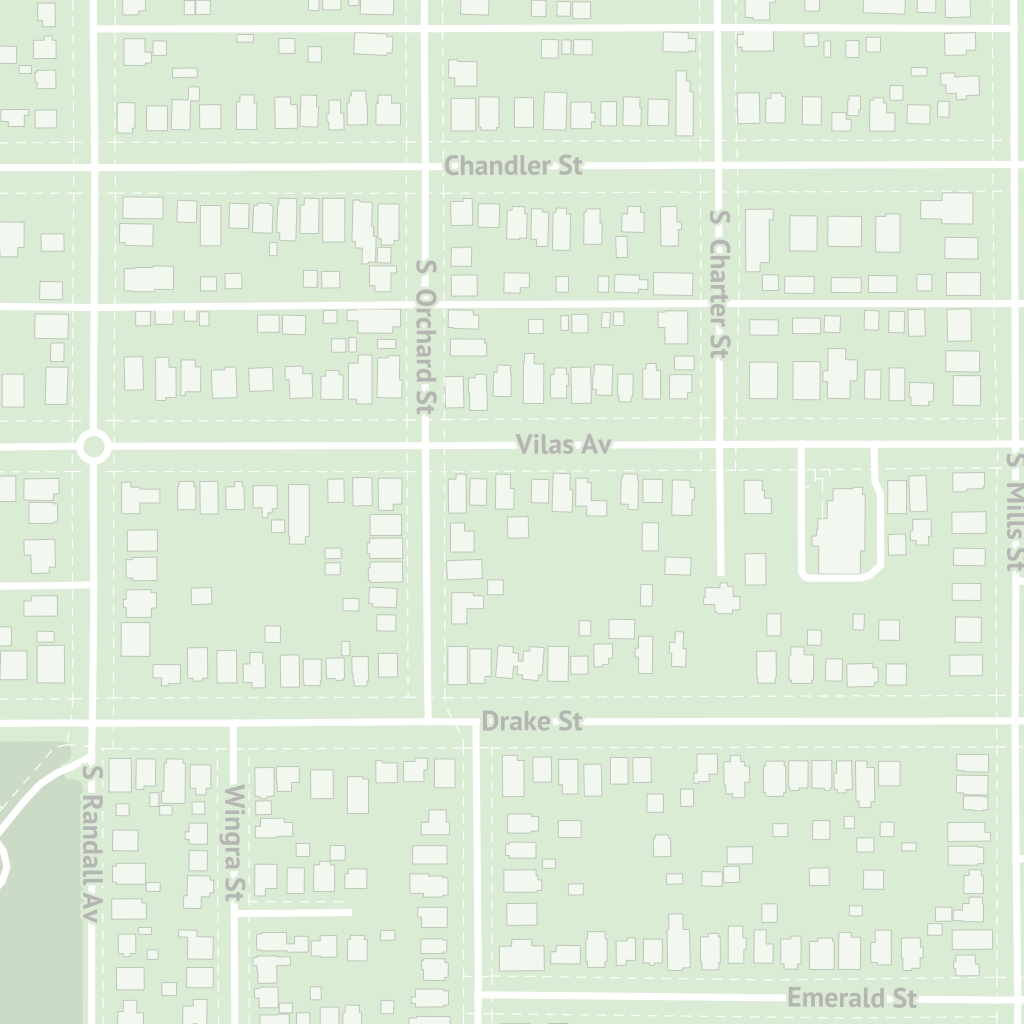 Chandler St
S Charter St
S Orchard St
Vilas Av
S Mills St
Drake St
S Randall Av
Wingra St
Emerald St